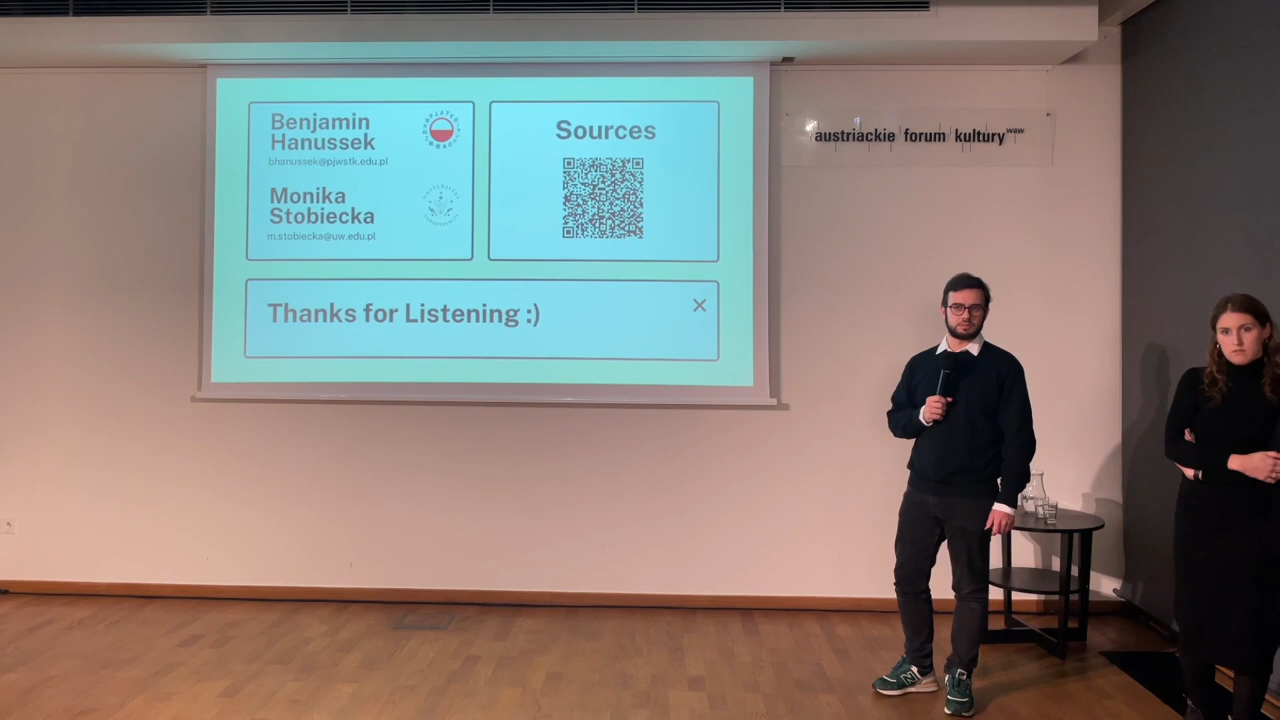 Benjamin
Hanussek
bhanussek@pjwstk.edu.pl
Monika
Stobiecka
m.stobiecka@uw.edu.pl
Sources
Thanks for Listening :)
austriackie forum kultury waw
N